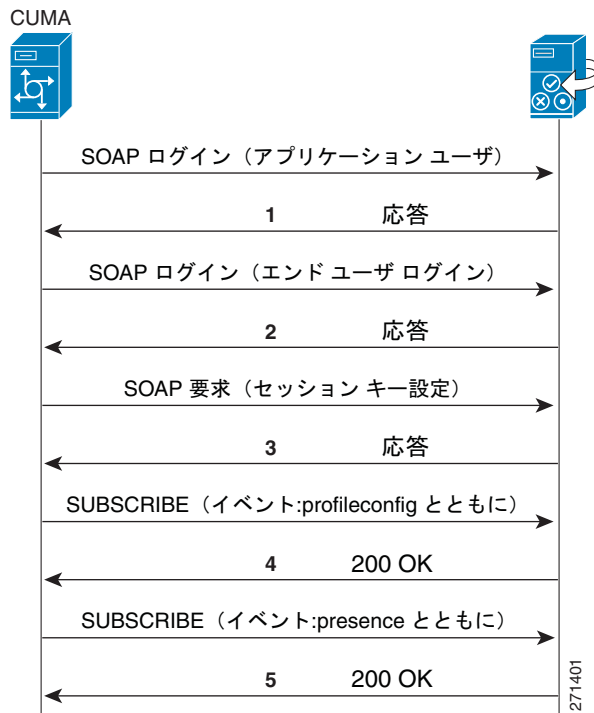 CUMA
SOAP ログイン（アプリケーション ユーザ）
1 応答
SOAP ログイン（エンド ユーザ ログイン）
2 応答
SOAP 要求（セッション キー設定）
3 応答
SUBSCRIBE（イベント:profileconfig とともに）
4 200 OK
SUBSCRIBE（イベント:presence とともに）
5 200 OK
271401